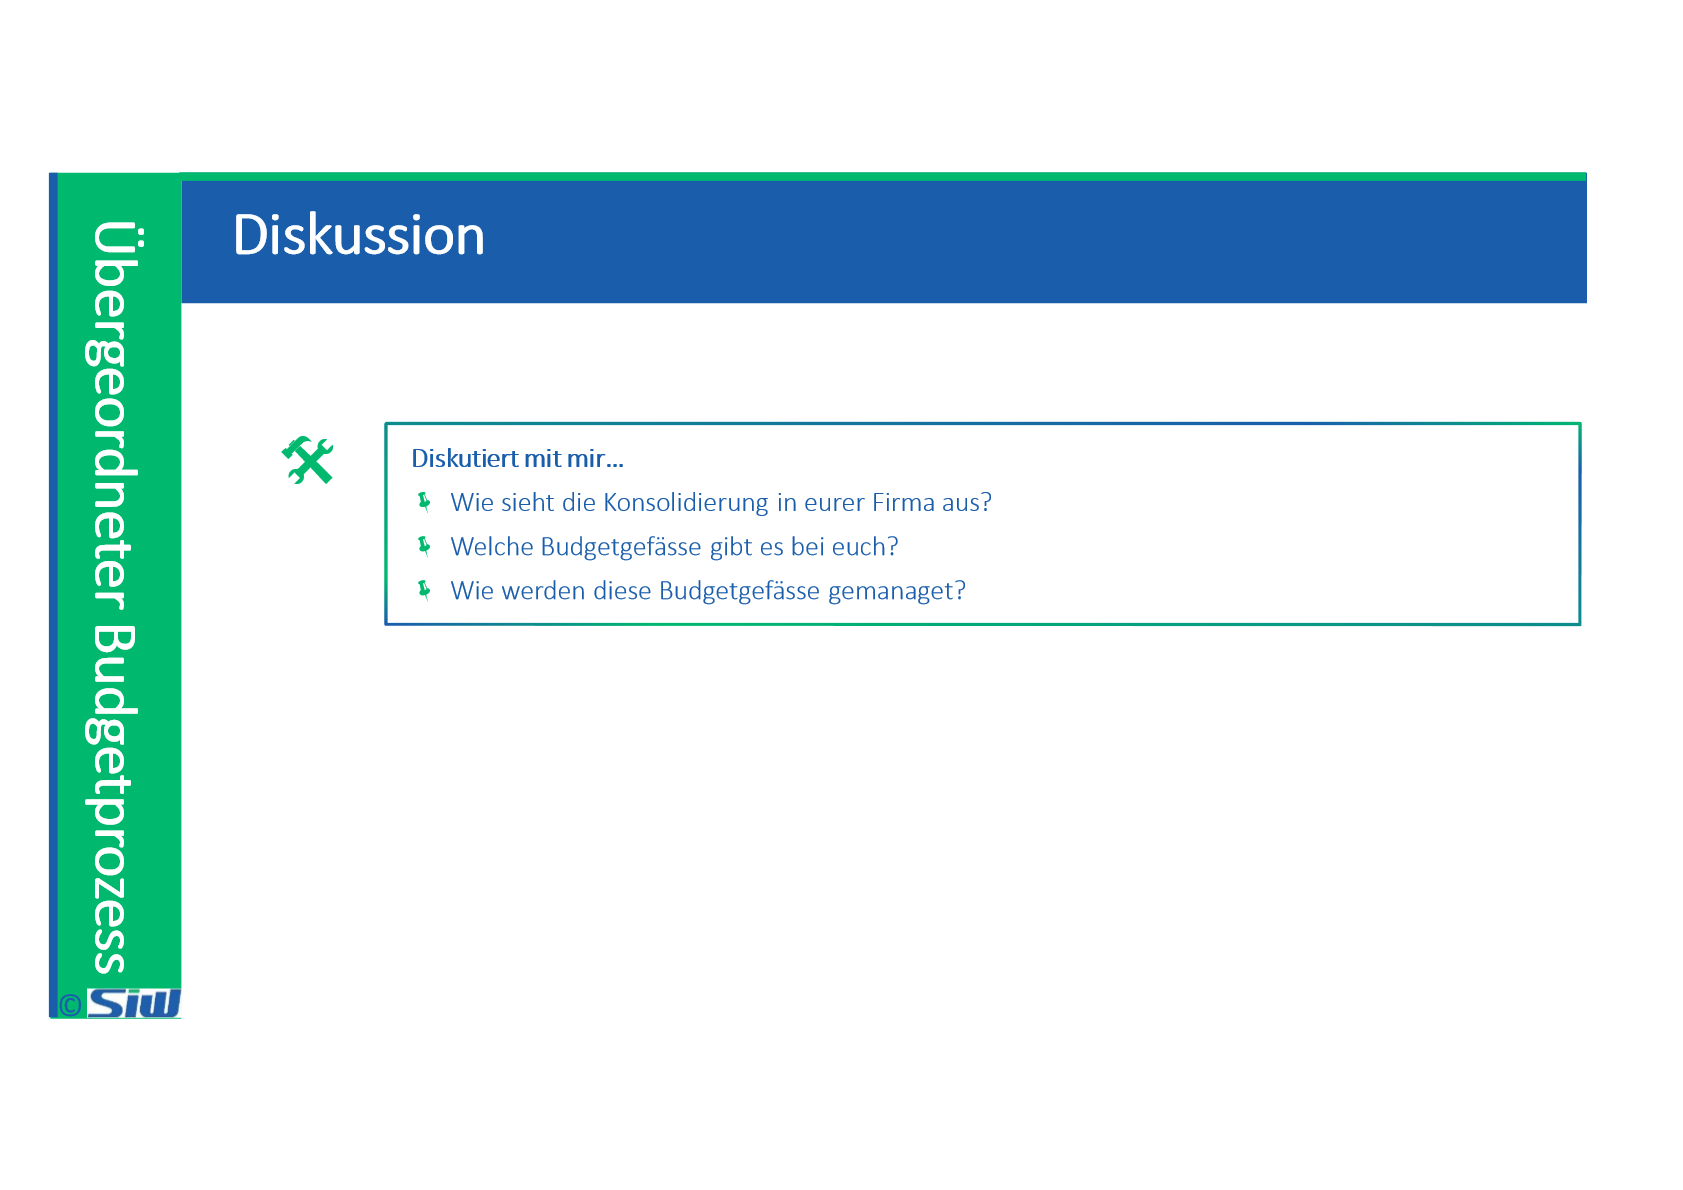 Übergeordneter Budgetprozess
© SiW
Diskussion
Diskutiert mit mir...
Wie sieht die Konsolidierung in eurer Firma aus?
Welche Budgetgefässe gibt es bei euch?
Wie werden diese Budgetgefässe gemanaget?